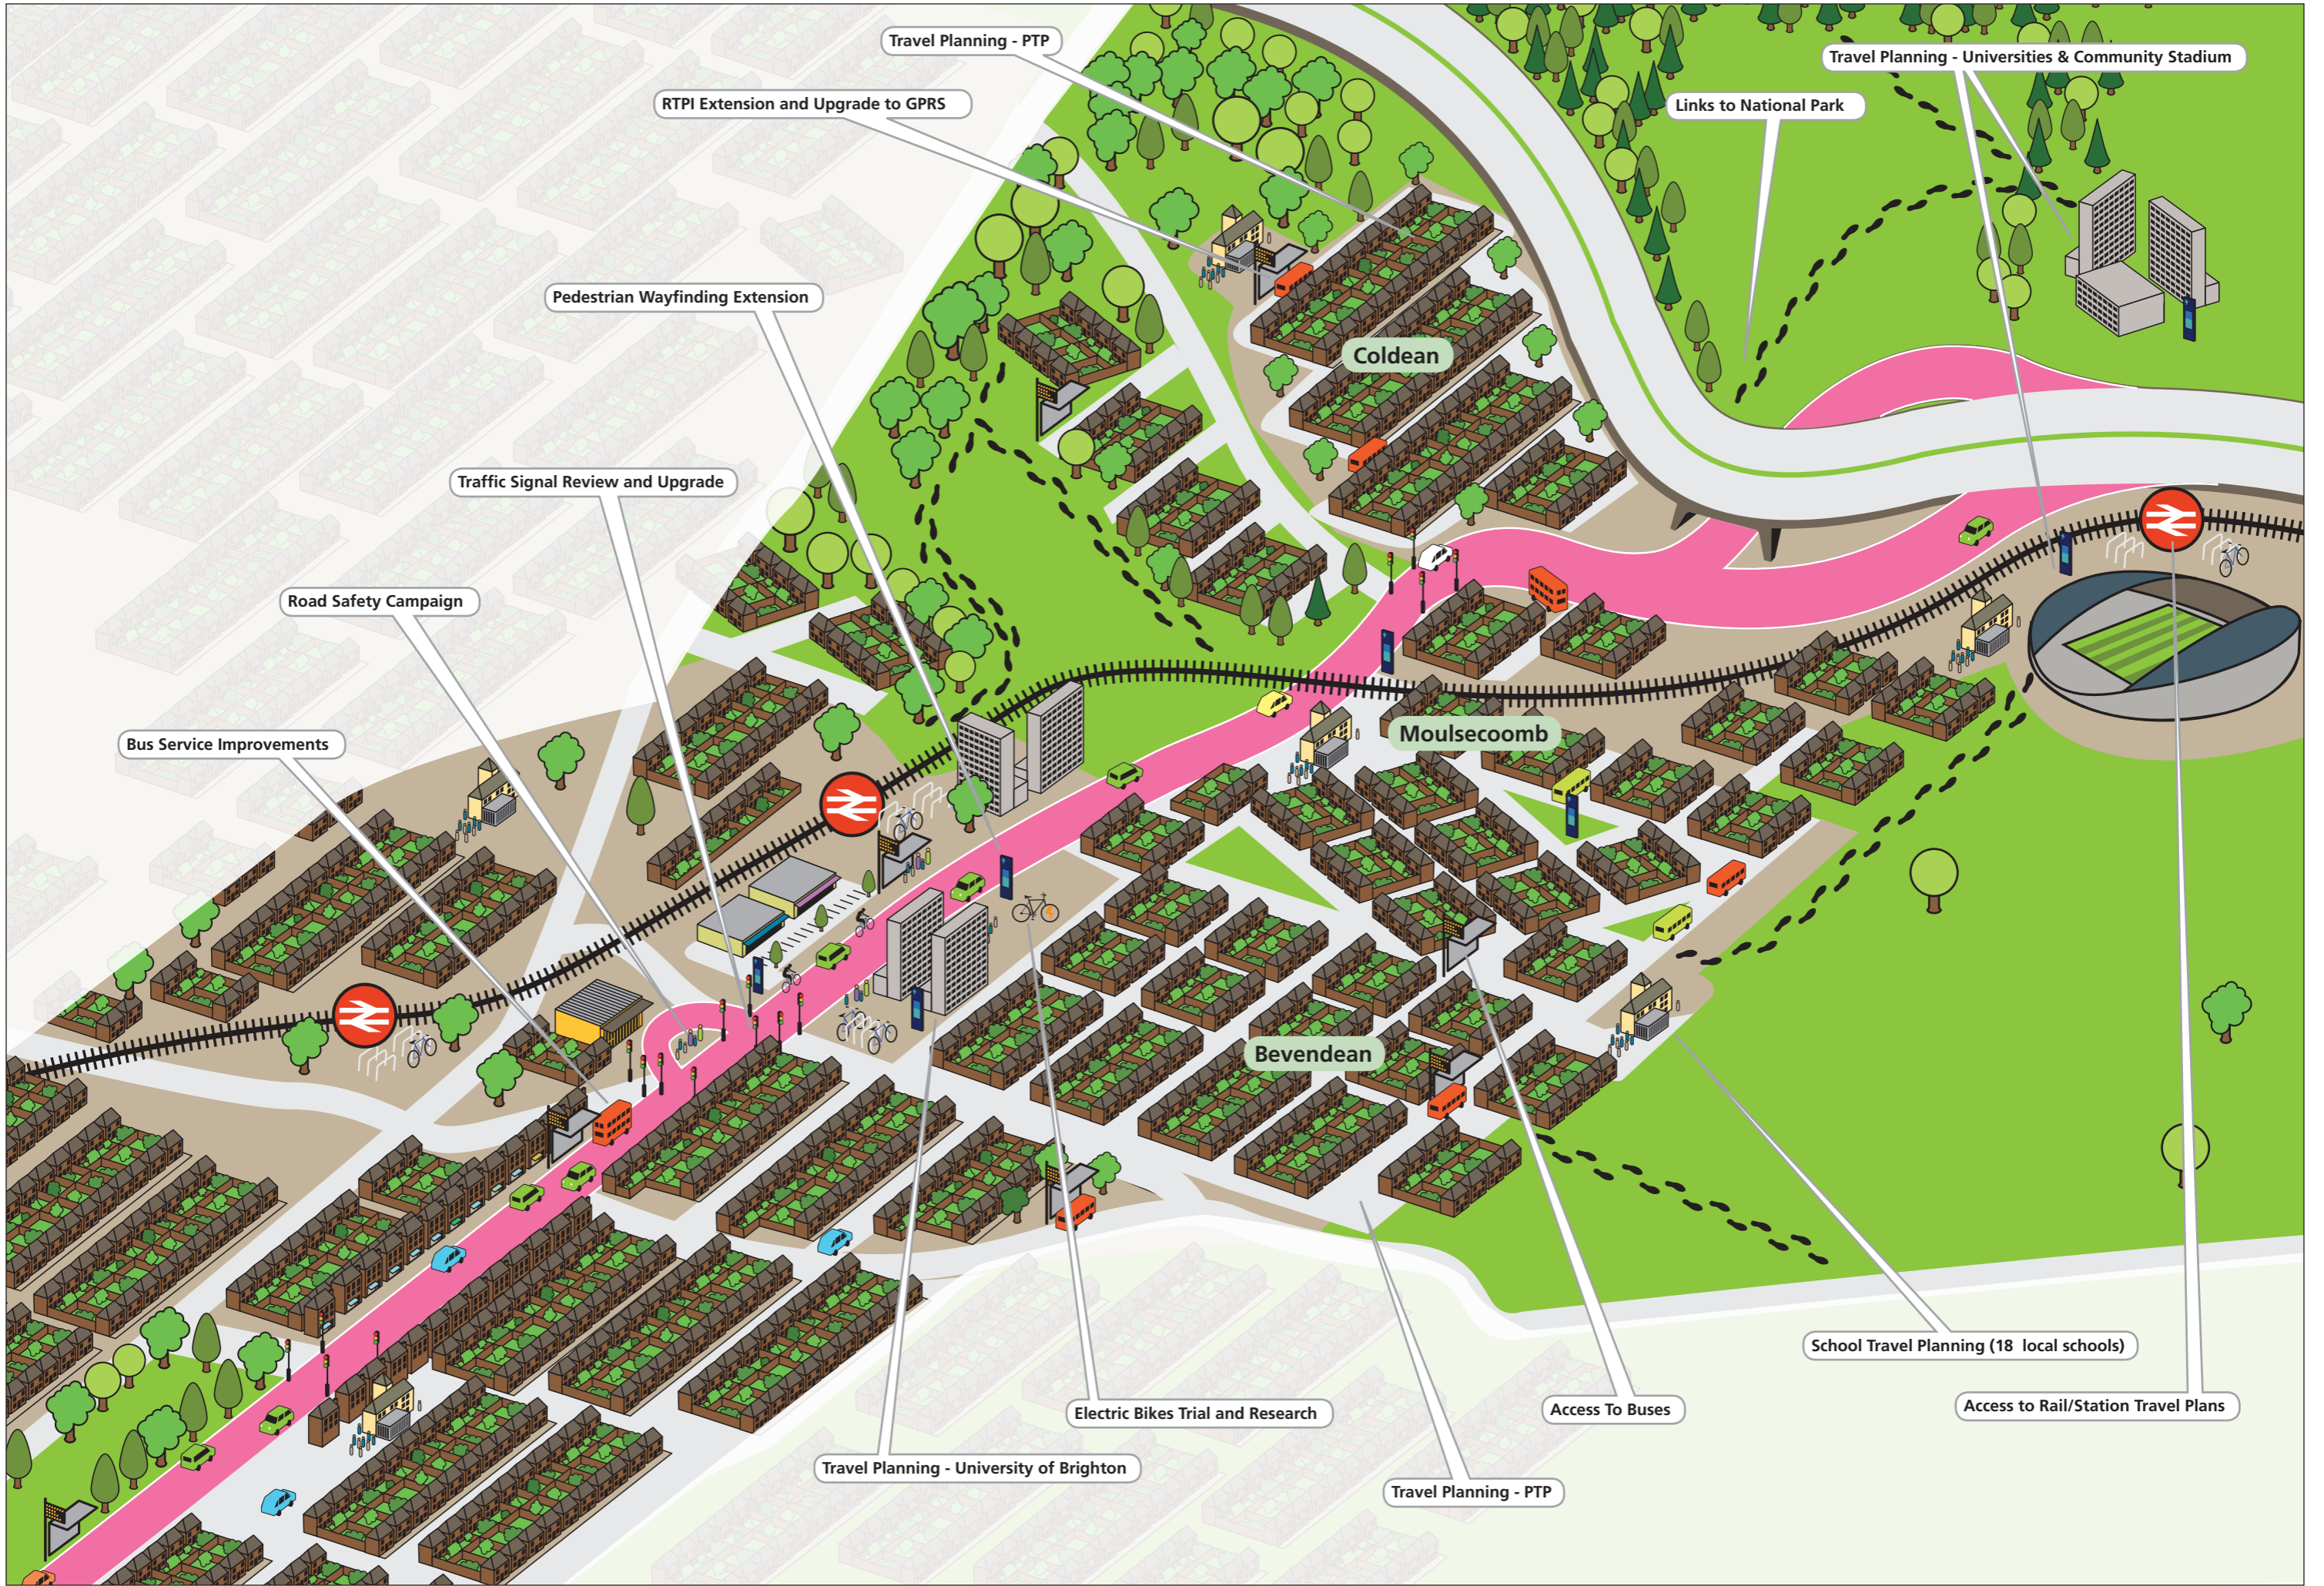 Travel Planning - PTP
Travel Planning - Universities & Community Stadium
RTPI Extension and Upgrade to GPRS
Links to National Park
Pedestrian Wayfinding Extension
Coldean
Traffic Signal Review and Upgrade
Road Safety Campaign
Moulsecoomb
Bus Service Improvements
Bevendean
School Travel Planning (18 local schools)
Access to Rail/Station Travel Plans
Electric Bikes Trial and Research
Access To Buses
Travel Planning - University of Brighton
Travel Planning - PTP